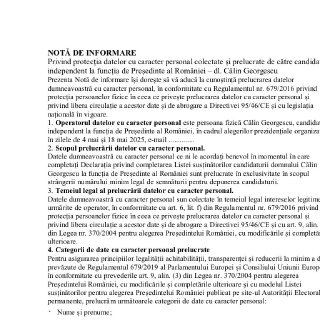 NOTĂ DE INFORMARE
Privind protecția datelor cu caracter personal colectate și prelucrate de către candida
independent la funcția de Președinte al României – dl. Călin Georgescu
Prezenta Notă de informare își dorește să vă aducă la cunoștință prelucrarea datelor
dumneavoastră cu caracter personal, în conformitate cu Regulamentul nr. 679/2016 privind
protecția persoanelor fizice în ceea ce privește prelucrarea datelor cu caracter personal și
privind libera circulație a acestor date și de abrogare a Directivei 95/46/CE și cu legislația
națională în vigoare.
1. Operatorul datelor cu caracter personal este persoana fizică Călin Georgescu, candida
independent la funcția de Președinte al României, în cadrul alegerilor prezidențiale organiza
în zilele de 4 mai și 18 mai 2025, e-mail ............
2. Scopul prelucrării datelor cu caracter personal.
Datele dumneavoastră cu caracter personal ce ni le acordați benevol în momentul în care
completați Declarația privind completarea Listei susținătorilor candidaturii domnului Călin
Georgescu la funcția de Președinte al României sunt prelucrate în exclusivitate în scopul
strângerii numărului minim legal de semnături pentru depunerea candidaturii.
3. Temeiul legal al prelucrării datelor cu caracter personal.
Datele dumneavoastră cu caracter personal sun colectate în temeiul legal intereselor legitime
urmărite de operator, în conformitate cu art. 6, lit. f) din Regulamentul nr. 679/2016 privind
protecția persoanelor fizice în ceea ce privește prelucrarea datelor cu caracter personal și
privind libera circulație a acestor date și de abrogare a Directivei 95/46/CE și cu art. 9, alin.
din Legea nr. 370/2004 pentru alegerea Președintelui României, cu modificările și completă
ulterioare.
4. Categorii de date cu caracter personal prelucrate
Pentru asigurarea principiilor legalității echitabilității, transparenței și reducerii la minim a d
prevăzute de Regulamentul 679/2019 al Parlamentului Europei și Consiliului Uniunii Europ
în conformitate cu prevederile art. 9, alin. (3) din Legea nr. 370/2004 pentru alegerea
Președintelui României, cu modificările și completările ulterioare și cu modelul Listei
susținătorilor pentru alegerea Președintelui României publicat pe site-ul Autorității Electoral
permanente, prelucrăm următoarele categorii de date cu caracter personal:
· Nume și prenume;